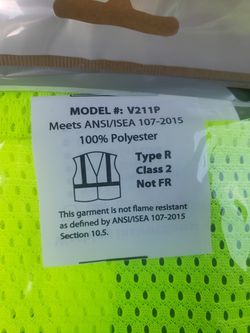 MODEL #: V211P
Meets ANSI/ISEA 107-2015
100% Polyester
Type R
Class 2
Not FR
This garment is not flame resistant
as defined by ANSI/ISEA 107-2015
Section 10.5.